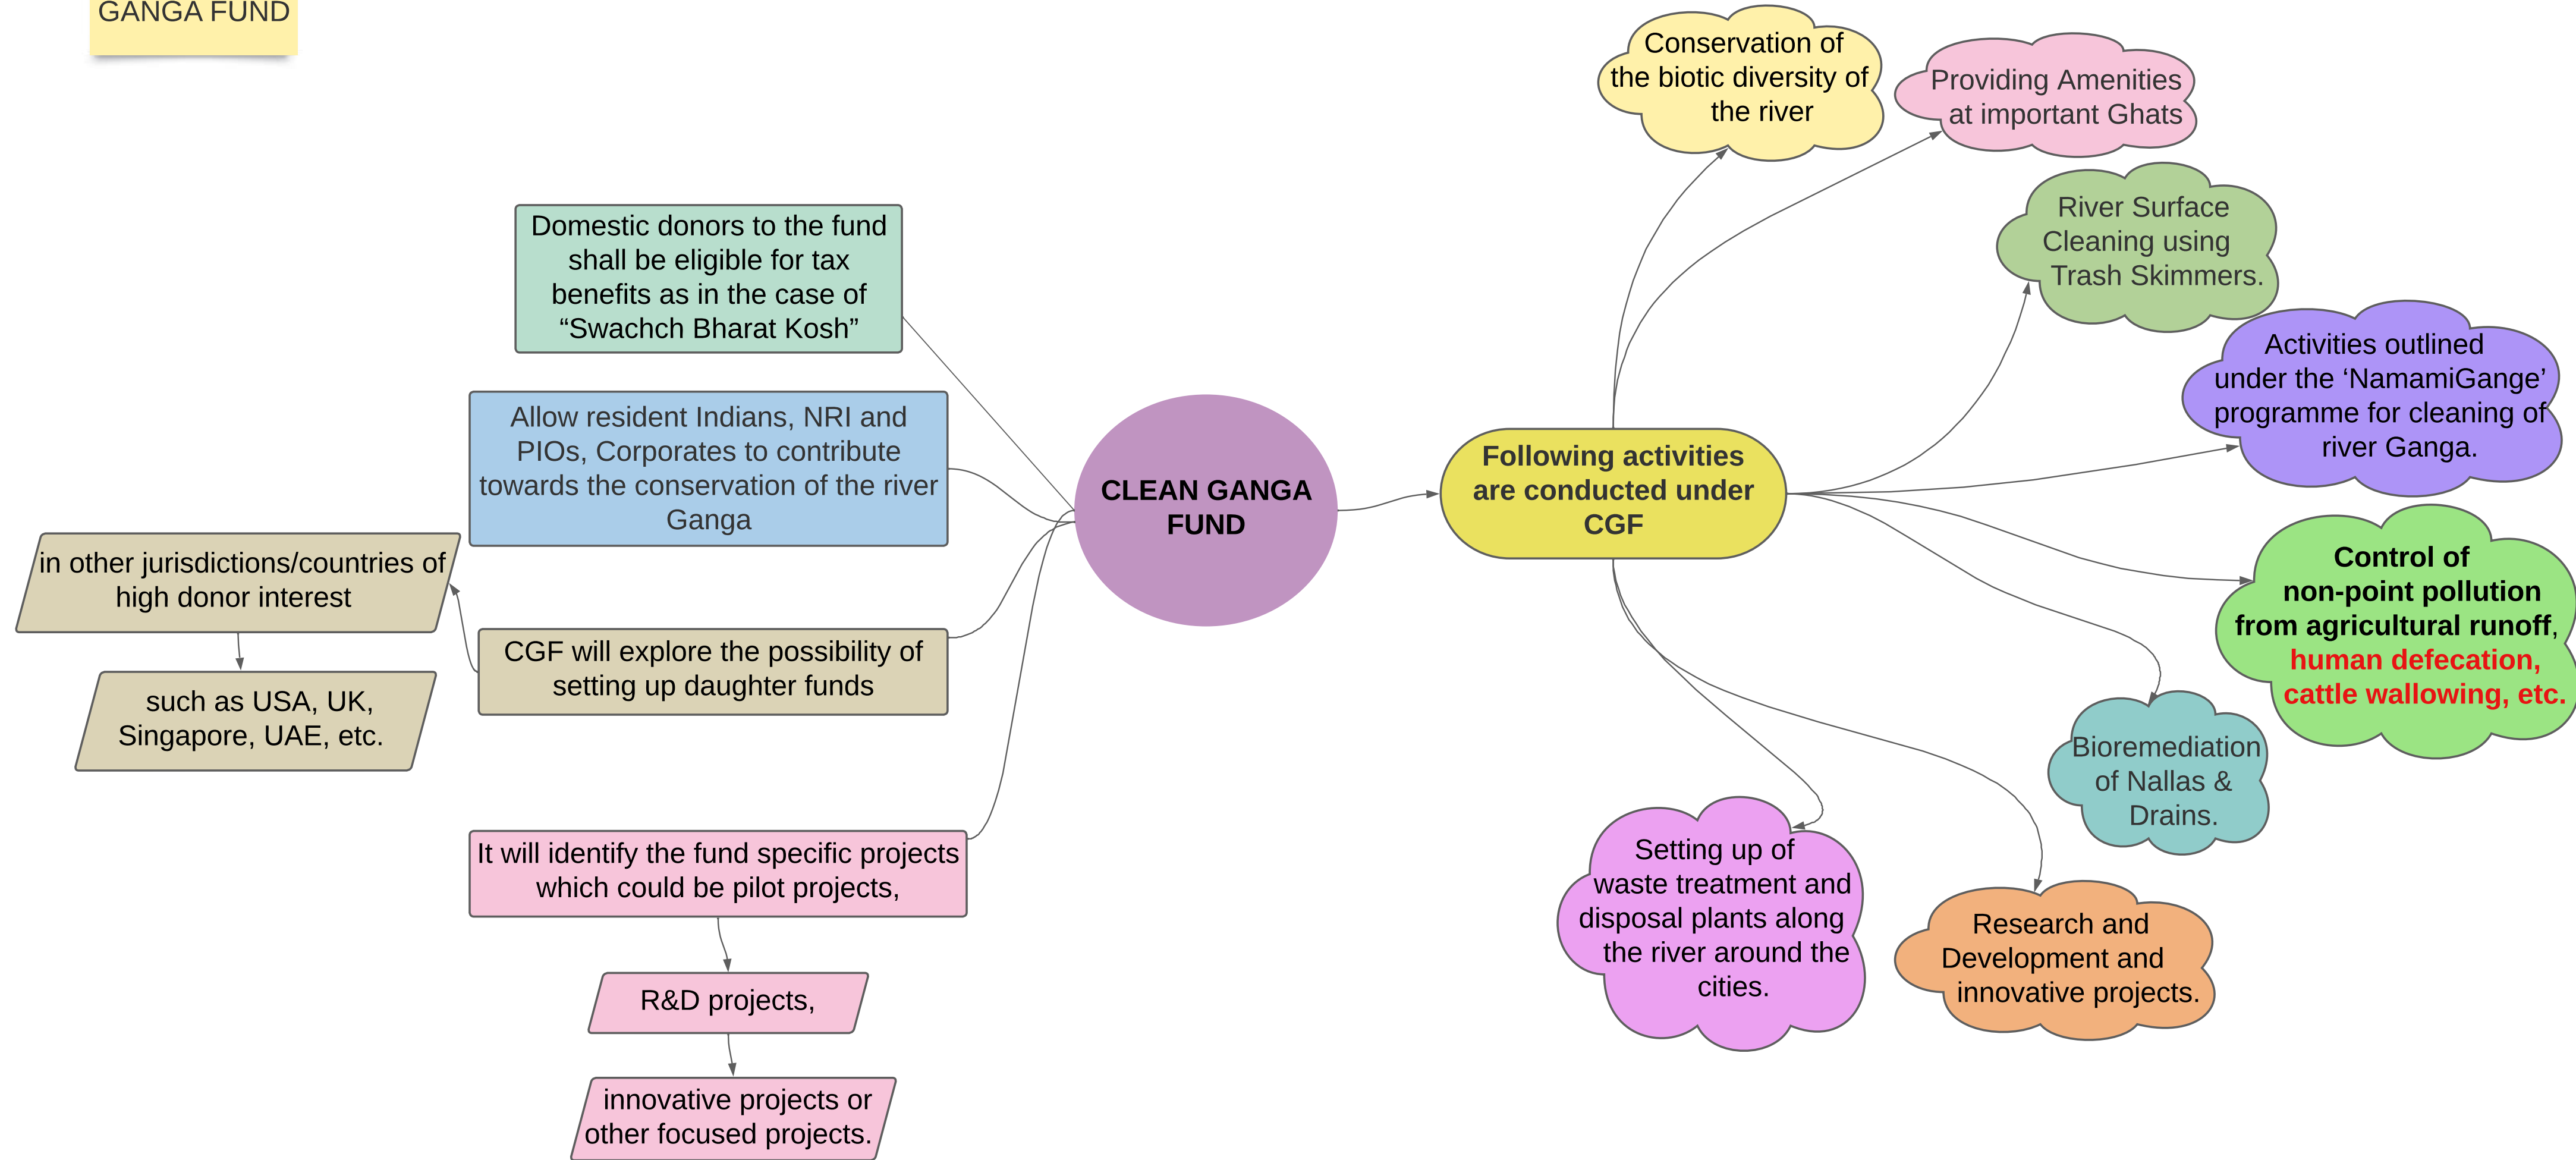 GANGA FUND
Domestic donors to the fund
shall be eligible for tax
benefits as in the case of
“Swachch Bharat Kosh”
Allow resident Indians, NRI and
PIOs, Corporates to contribute
towards the conservation of the river
Ganga
in other jurisdictions/countries of
high donor interest
such as USA, UK,
Singapore, UAE, etc.
CGF will explore the possibility of
setting up daughter funds
It will identify the fund specific projects
which could be pilot projects,
R&D projects,
innovative projects or
other focused projects.
CLEAN GANGA
FUND
Following activities
are conducted under
CGF
Conservation of
the biotic diversity of
the river
Providing Amenities
at important Ghats
River Surface
Cleaning using
Trash Skimmers.
Activities outlined
under the ‘NamamiGange’
programme for cleaning of
river Ganga.
Control of
non-point pollution
from agricultural runoff,
human defecation,
cattle wallowing, etc.
Bioremediation
of Nallas &
Drains.
Research and
Development and
innovative projects.
Setting up of
waste treatment and
disposal plants along
the river around the
cities.